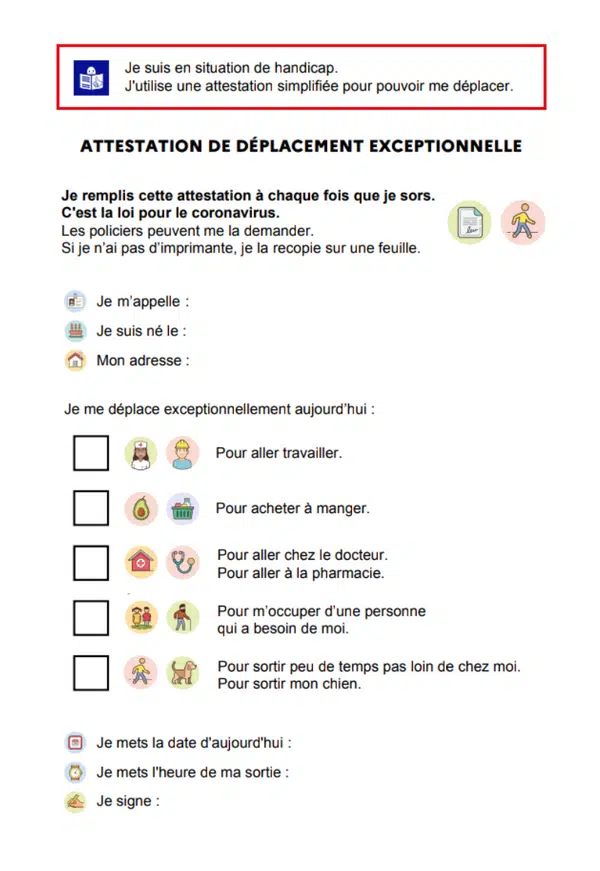 Je suis en situation de handicap.
J'utilise une attestation simplifiée pour pouvoir me déplacer.
ATTESTATION DE DÉPLACEMENT EXCEPTIONNELLE
Je remplis cette attestation à chaque fois que je sors.
C'est la loi pour le coronavirus.
Les policiers peuvent me la demander.
Si je n'ai pas d'imprimante, je la recopie sur une feuille.
Je m'appelle :
Je suis né le :
Mon adresse :
Je me déplace exceptionnellement aujourd'hui :
Pour aller travailler.
Pour acheter à manger.
Pour aller chez le docteur.
Pour aller à la pharmacie.
Pour m'occuper d'une personne
qui a besoin de moi.
Pour sortir peu de temps pas loin de chez moi.
Pour sortir mon chien.
Je mets la date d'aujourd'hui :
Je mets l'heure de ma sortie :
Je signe :